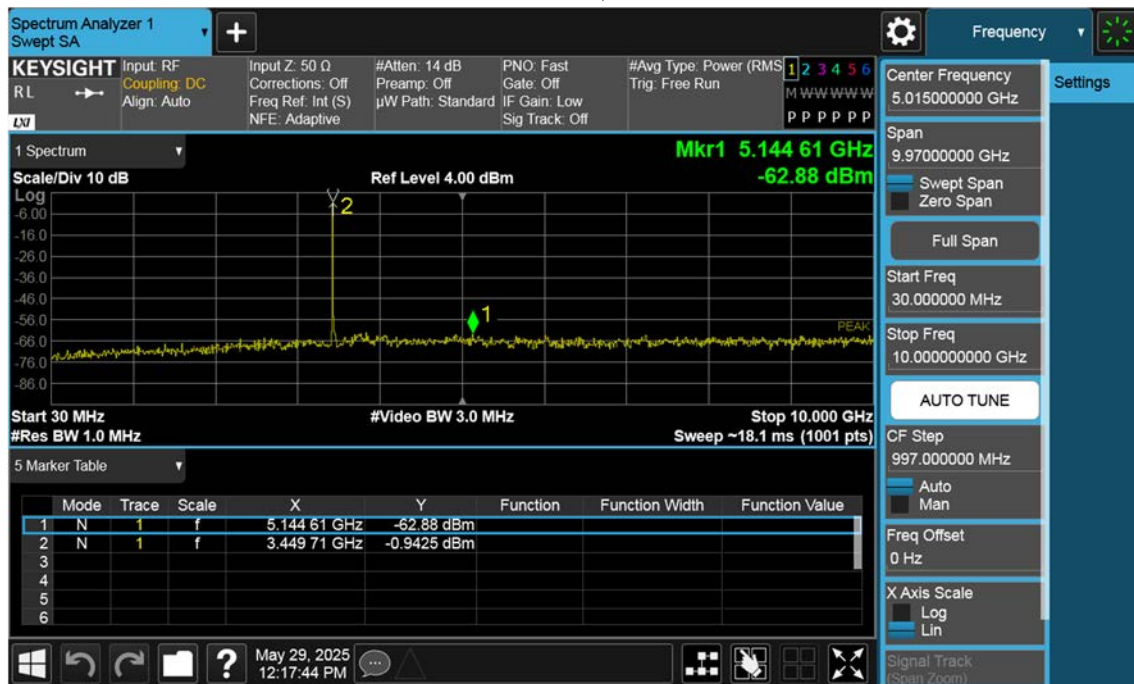 Spectrum Analyzer 1
Swept SA
+
Frequency
KEYSIGHT
RL
LXI
Input: RF
Coupling: DC
Align: Auto
Input Z: 50 Ω
Corrections: Off
Freq Ref: Int (S)
NFE: Adaptive
#Atten: 14 dB
Preamp: Off
µW Path: Standard
PNO: Fast
Gate: Off
IF Gain: Low
Sig Track: Off
#Avg Type: Power (RMS
Trig: Free Run
1 2 3 4 5 6
M W W W W W
P P P P P P
1 Spectrum
Mkr1 5.144 61 GHz
Scale/Div 10 dB
Ref Level 4.00 dBm
-62.88 dBm
Log
-6.00
-16.0
-26.0
-36.0
-46.0
-56.0
-66.0
-76.0
-86.0
2
1
PEAK
Start 30 MHz
#Video BW 3.0 MHz
Stop 10.000 GHz
#Res BW 1.0 MHz
Sweep ~18.1 ms (1001 pts)
5 Marker Table
Mode Trace Scale X Y Function Function Width Function Value
1 N 1 f 5.144 61 GHz -62.88 dBm
2 N 1 f 3.449 71 GHz -0.9425 dBm
3
4
5
6
?
May 29, 2025
12:17:44 PM
Center Frequency
5.015000000 GHz
Span
9.97000000 GHz
Swept Span
Zero Span
Full Span
Start Freq
30.000000 MHz
Stop Freq
10.000000000 GHz
AUTO TUNE
CF Step
997.000000 MHz
Auto
Man
Freq Offset
0 Hz
X Axis Scale
Log
Lin
Signal Track
(Span Zoom)
Settings